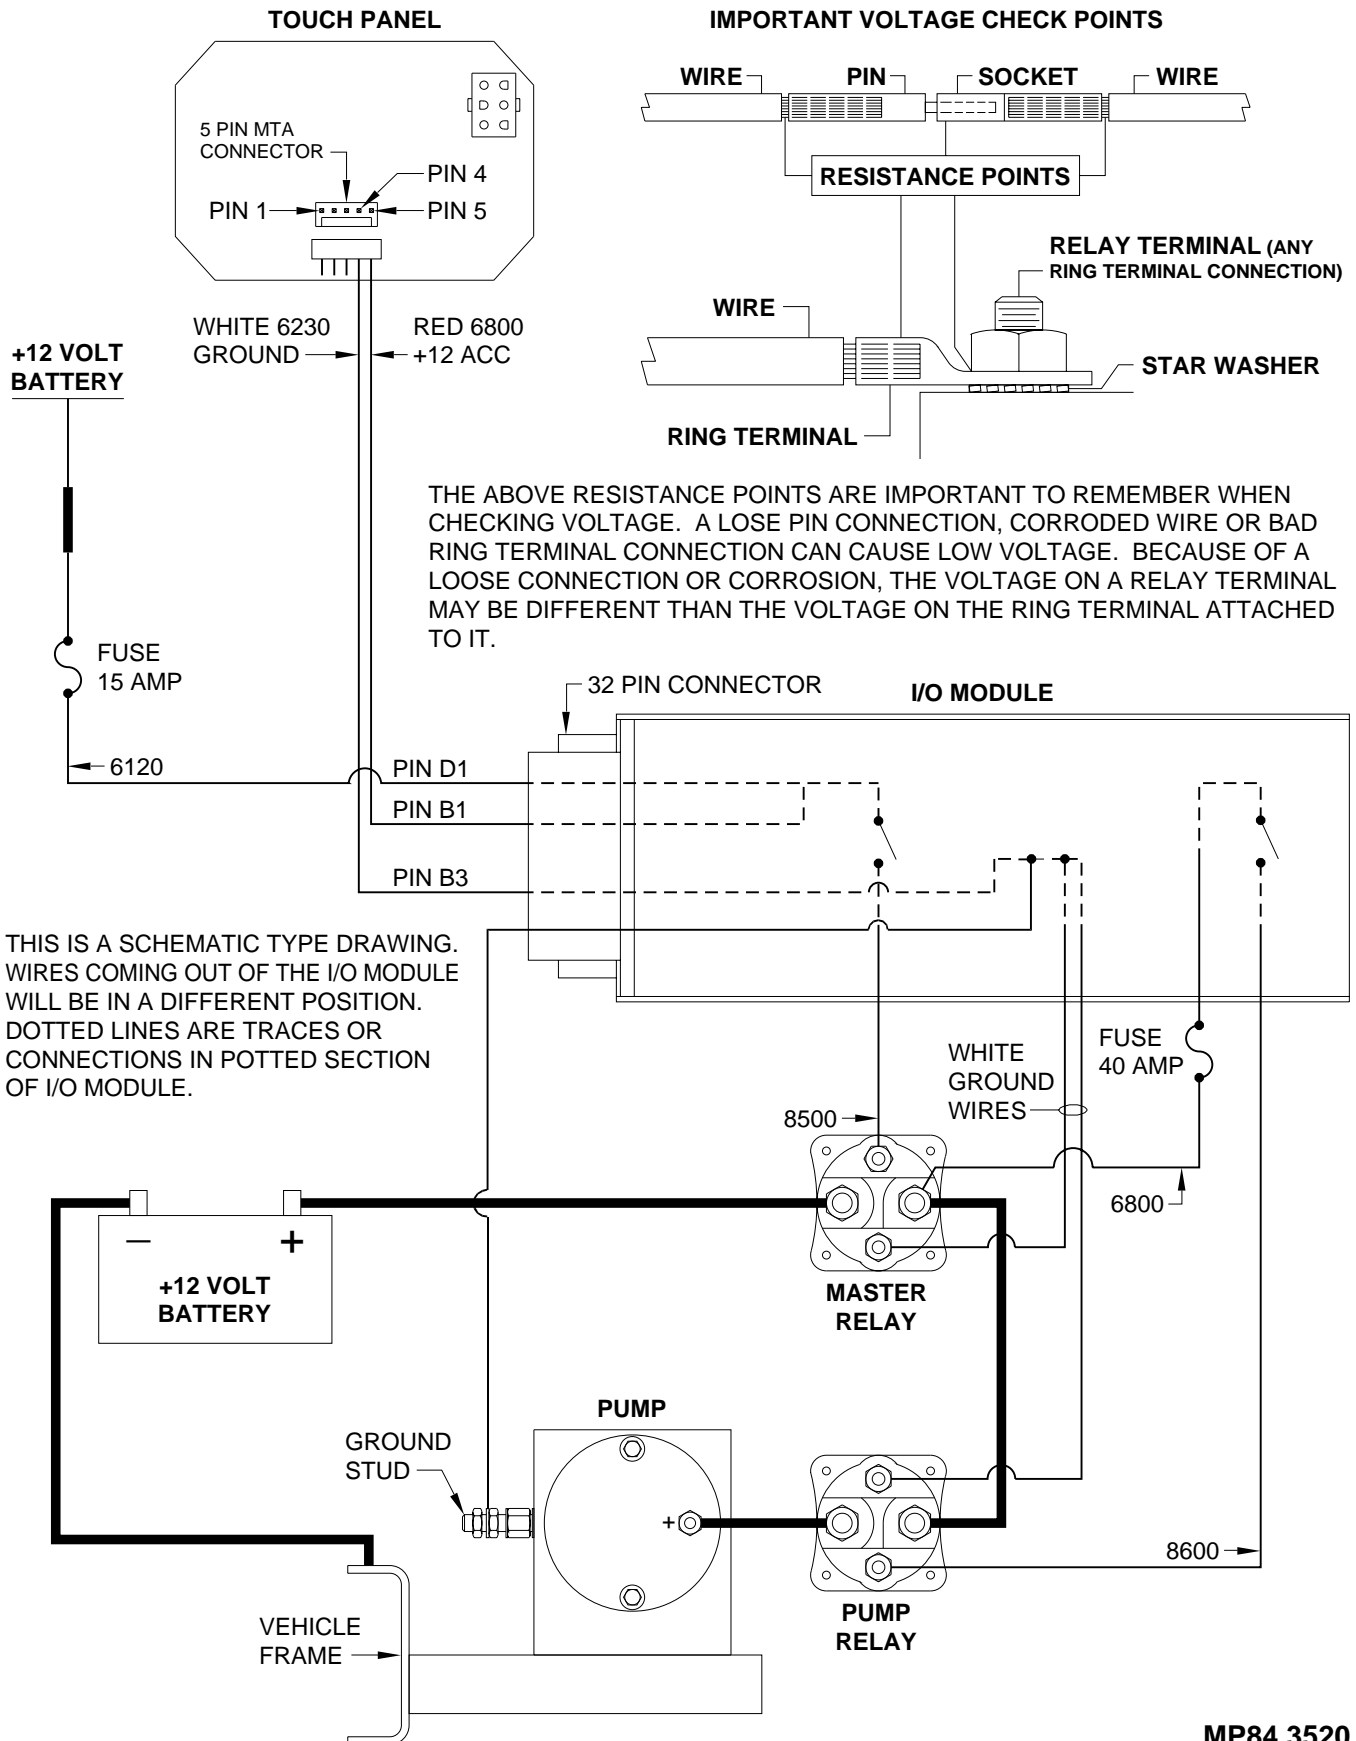 TOUCH PANEL
5 PIN MTA
CONNECTOR
PIN 4
PIN 1
PIN 5
WHITE 6230
GROUND
RED 6800
+12 ACC
IMPORTANT VOLTAGE CHECK POINTS
WIRE
PIN
SOCKET
WIRE
RESISTANCE POINTS
RELAY TERMINAL (ANY
RING TERMINAL CONNECTION)
WIRE
STAR WASHER
RING TERMINAL
THE ABOVE RESISTANCE POINTS ARE IMPORTANT TO REMEMBER WHEN
CHECKING VOLTAGE. A LOSE PIN CONNECTION, CORRODED WIRE OR BAD
RING TERMINAL CONNECTION CAN CAUSE LOW VOLTAGE. BECAUSE OF A
LOOSE CONNECTION OR CORROSION, THE VOLTAGE ON A RELAY TERMINAL
MAY BE DIFFERENT THAN THE VOLTAGE ON THE RING TERMINAL ATTACHED
TO IT.
+12 VOLT
BATTERY
FUSE
15 AMP
6120
32 PIN CONNECTOR
I/O MODULE
PIN D1
PIN B1
PIN B3
THIS IS A SCHEMATIC TYPE DRAWING.
WIRES COMING OUT OF THE I/O MODULE
WILL BE IN A DIFFERENT POSITION.
DOTTED LINES ARE TRACES OR
CONNECTIONS IN POTTED SECTION
OF I/O MODULE.
WHITE
GROUND
WIRES
FUSE
40 AMP
8500
6800
– +
+12 VOLT
BATTERY
MASTER
RELAY
PUMP
GROUND
STUD
+
8600
PUMP
RELAY
VEHICLE
FRAME
MP84.3520